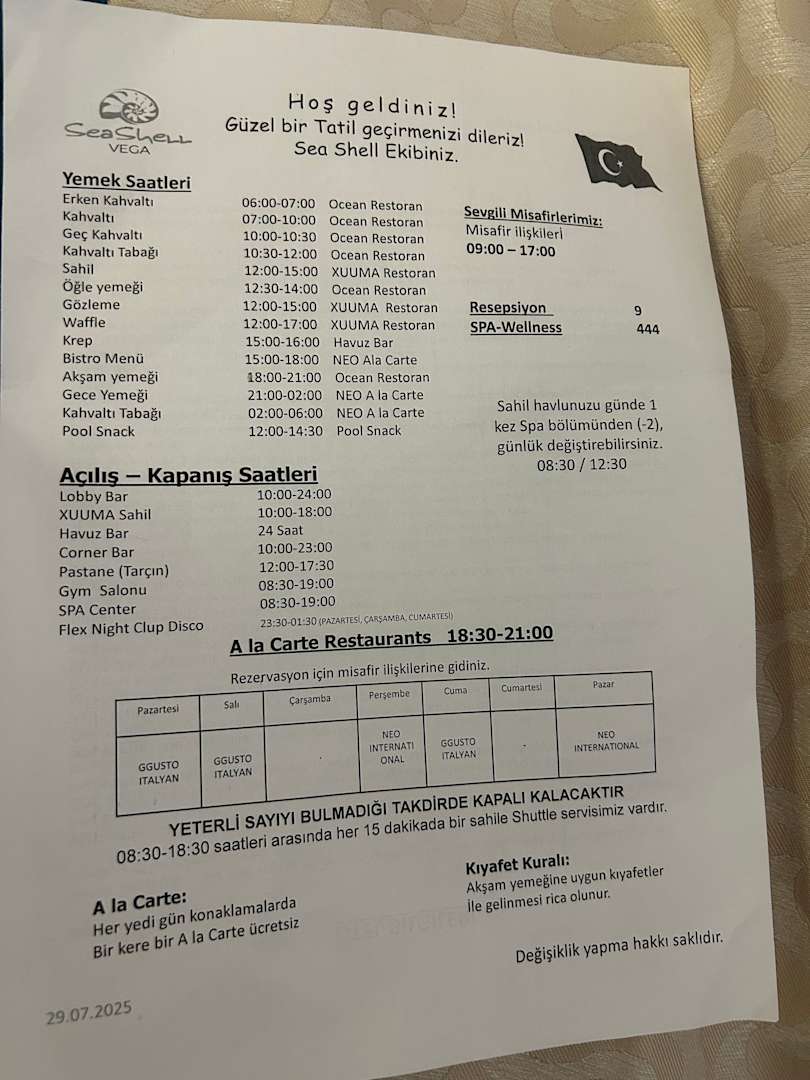 SeaShell
VEGA
Hoş geldiniz!
Güzel bir Tatil geçirmenizi dileriz!
Sea Shell Ekibiniz.
Yemek Saatleri
Erken Kahvaltı 06:00-07:00 Ocean Restoran
Kahvaltı 07:00-10:00 Ocean Restoran
Geç Kahvaltı 10:00-10:30 Ocean Restoran
Kahvaltı Tabağı 10:30-12:00 Ocean Restoran
Sahil 12:00-15:00 XUUMA Restoran
Öğle yemeği 12:30-14:00 Ocean Restoran
Gözleme 12:00-15:00 XUUMA Restoran
Waffle 12:00-17:00 XUUMA Restoran
Krep 15:00-16:00 Havuz Bar
Bistro Menü 15:00-18:00 NEO Ala Carte
Akşam yemeği 18:00-21:00 Ocean Restoran
Gece Yemeği 21:00-02:00 NEO A la Carte
Kahvaltı Tabağı 02:00-06:00 NEO A la Carte
Pool Snack 12:00-14:30 Pool Snack
Sevgili Misafirlerimiz:
Misafir ilişkileri
09:00 – 17:00
Resepsiyon 9
SPA-Wellness 444
Sahil havlunuzu günde 1
kez Spa bölümünden (-2),
günlük değiştirebilirsiniz.
08:30 / 12:30
Açılış – Kapanış Saatleri
Lobby Bar 10:00-24:00
XUUMA Sahil 10:00-18:00
Havuz Bar 24 Saat
Corner Bar 10:00-23:00
Pastane (Tarçın) 12:00-17:30
Gym Salonu 08:30-19:00
SPA Center 08:30-19:00
Flex Night Clup Disco 23:30-01:30 (PAZARTESİ, ÇARŞAMBA, CUMARTESİ)
A la Carte Restaurants 18:30-21:00
Rezervasyon için misafir ilişkilerine gidiniz.
Pazartesi Salı Çarşamba Perşembe Cuma Cumartesi Pazar
GGUSTO
ITALYAN
GGUSTO
ITALYAN
.
NEO
INTERNATI
ONAL
GGUSTO
ITALYAN
.
NEO
INTERNATIONAL
YETERLİ SAYIYI BULMADIĞI TAKDİRDE KAPALI KALACAKTIR
08:30-18:30 saatleri arasında her 15 dakikada bir sahile Shuttle servisimiz vardır.
A la Carte:
Her yedi gün konaklamalarda
Bir kere bir A la Carte ücretsiz
Kıyafet Kuralı:
Akşam yemeğine uygun kıyafetler
İle gelinmesi rica olunur.
Değişiklik yapma hakkı saklıdır.
29.07.2025